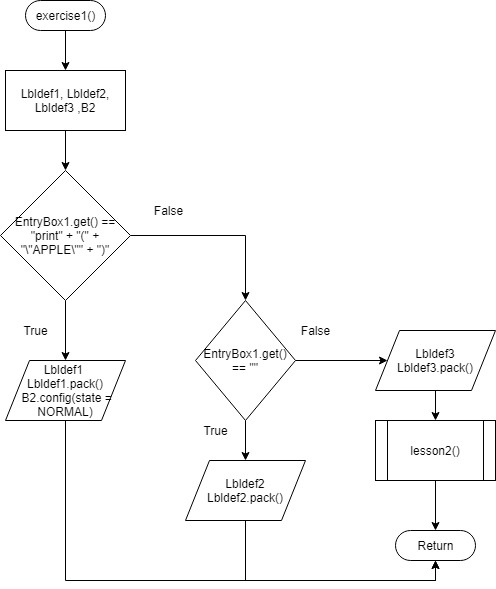 exercise1()
Lbldef1, Lbldef2,
Lbldef3 ,B2
EntryBox1.get() ==
"print" + "(" +
"\"APPLE\"" + ")"
False
True
Lbldef1
Lbldef1.pack()
B2.config(state =
NORMAL)
EntryBox1.get()
== ""
False
True
Lbldef2
Lbldef2.pack()
Lbldef3
Lbldef3.pack()
lesson2()
Return